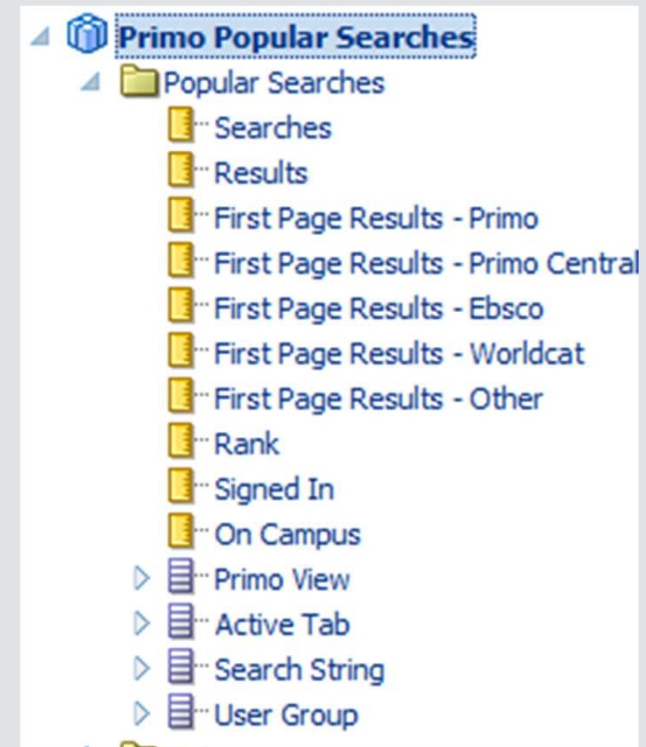 Primo Popular Searches
Popular Searches
Searches
Results
First Page Results - Primo
First Page Results - Primo Central
First Page Results - Ebsco
First Page Results - Worldcat
First Page Results - Other
Rank
Signed In
On Campus
Primo View
Active Tab
Search String
User Group